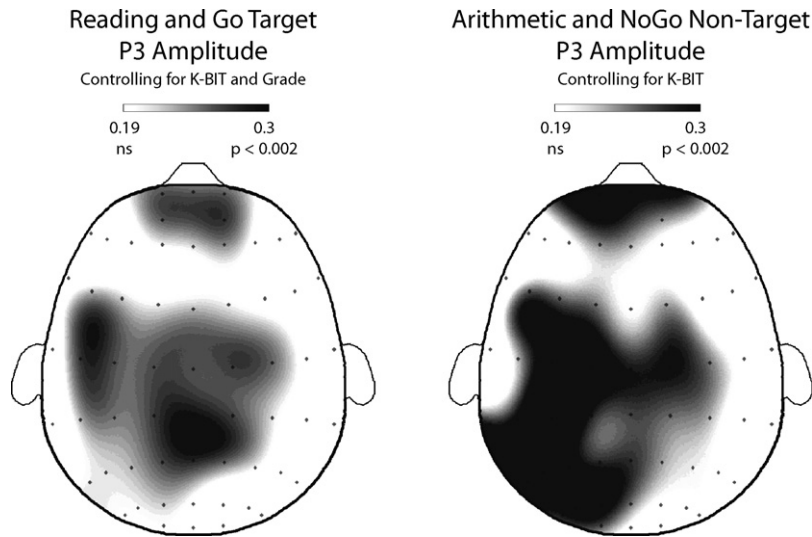 Reading and Go Target
P3 Amplitude
Controlling for K-BIT and Grade
0.19 0.3
ns p < 0.002
Arithmetic and NoGo Non-Target
P3 Amplitude
Controlling for K-BIT
0.19 0.3
ns p < 0.002